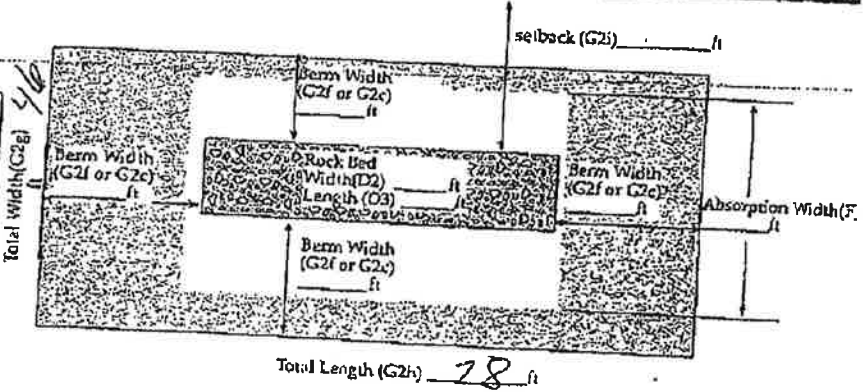 setback (G2i)______ft
Berm Width
(G2f or G2c)
______ft
46
Total Width(G2g)
ft
Berm Width
(G2f or G2c)
______ft
Rock Bed
Width(D2) ______ft
Length (D3)______ft
Berm Width
(G2f or G2c)
______ft
Absorption Width(F
______ft
Berm Width
(G2f or G2c)
______ft
Total Length (G2h) 78 ft